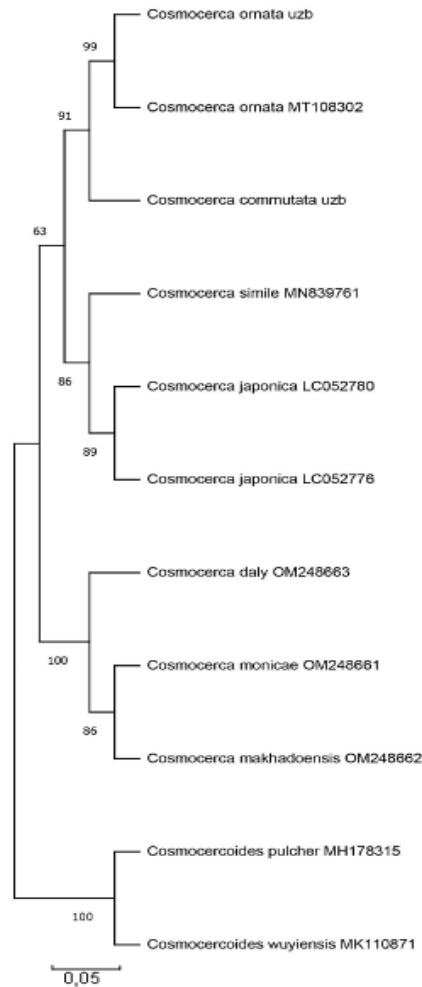 Cosmocerca ornata uzb
99
Cosmocerca ornata MT108302
91
Cosmocerca commutata uzb
63
Cosmocerca simile MN839761
86
Cosmocerca japonica LC052780
89
Cosmocerca japonica LC052776
Cosmocerca daly OM248663
100
Cosmocerca monicae OM248661
86
Cosmocerca makhadoensis OM248662
Cosmocercoides pulcher MH178315
100
Cosmocercoides wuyiensis MK110871
0,05